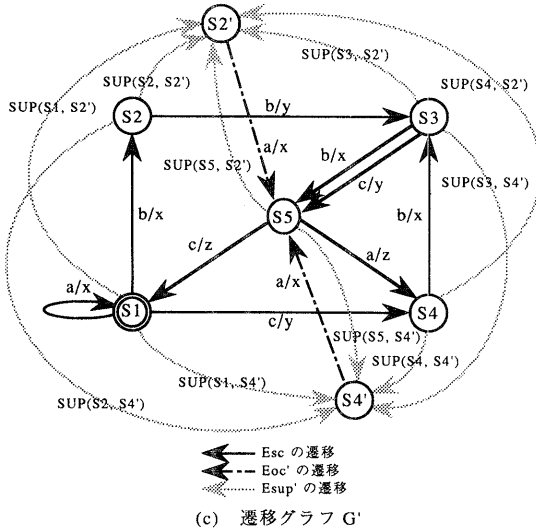 S2'
SUP(S3, S2')
SUP(S2, S2')
SUP(S4, S2')
SUP(S1, S2')
S2
b/y
S3
a/x
b/x
SUP(S5, S2')
c/y
SUP(S3, S4')
b/x
S5
b/x
c/z
a/z
a/x
a/x
S1
c/y
S4
SUP(S5, S4')
SUP(S4, S4')
SUP(S1, S4')
SUP(S2, S4')
S4'
Esc の遷移
Eoc' の遷移
Esup' の遷移
(c) 遷移グラフ G'